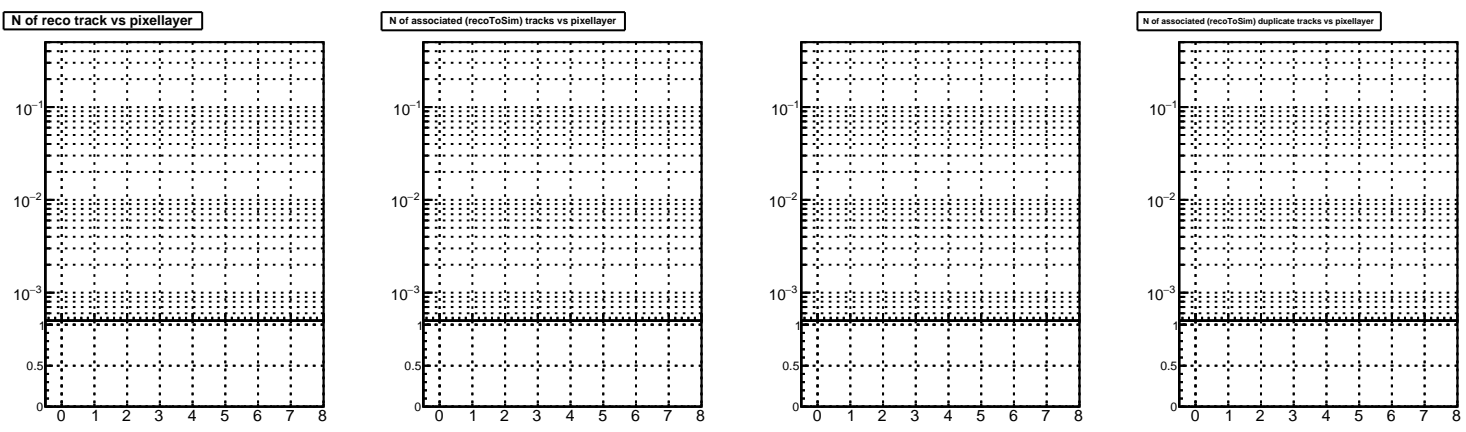 N of reco track vs pixellayer
N of associated (recoToSim) tracks vs pixellayer
N of associated (recoToSim) duplicate tracks vs pixellayer
10⁻¹ 10⁻¹ 10⁻¹ 10⁻¹
10⁻² 10⁻² 10⁻² 10⁻²
10⁻³ 10⁻³ 10⁻³ 10⁻³
1 1 1 1
0.5 0.5 0.5 0.5
0 0 0 0
0 1 2 3 4 5 6 7 8 0 1 2 3 4 5 6 7 8 0 1 2 3 4 5 6 7 8 0 1 2 3 4 5 6 7 8